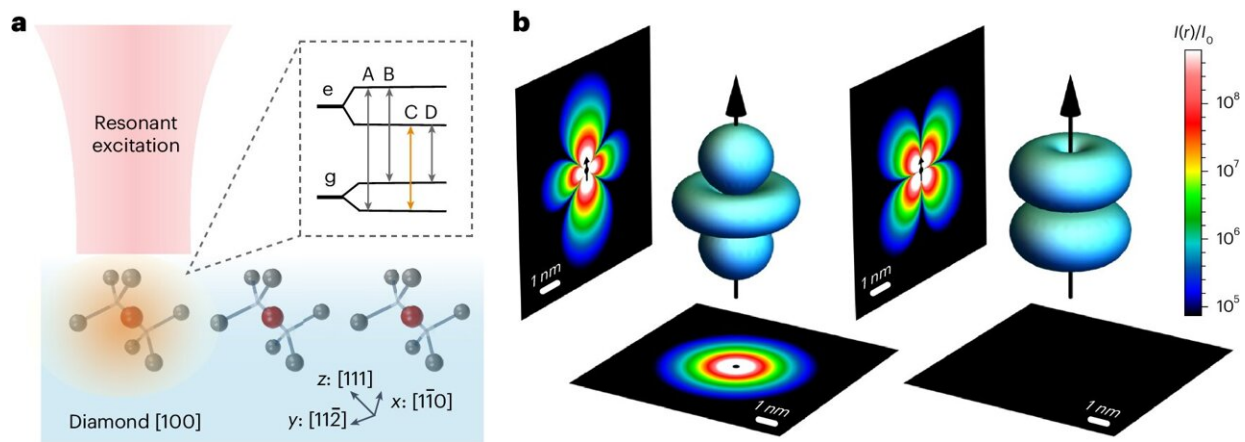 a
Resonant
excitation
A B
C D
e
g
z: [111]
x: [11̅0]
y: [112̅]
Diamond [100]
b
1 nm
1 nm
1 nm
1 nm
I(r)/I₀
10⁸
10⁷
10⁶
10⁵